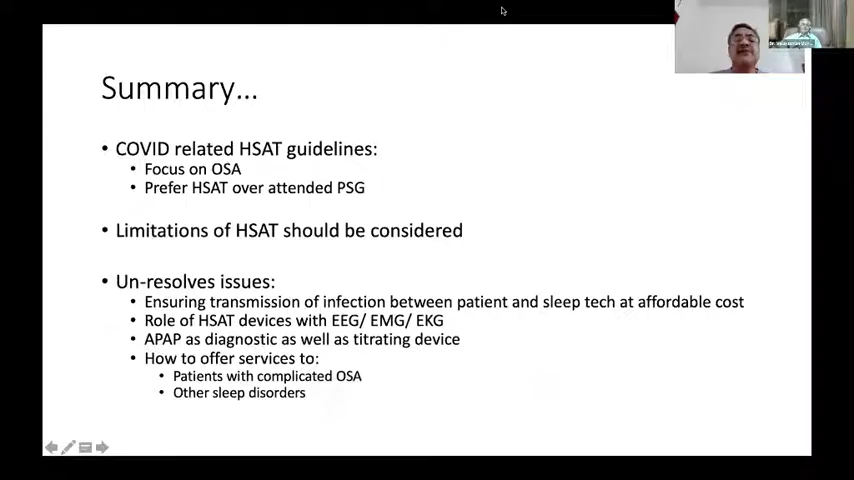 Summary...
• COVID related HSAT guidelines:
• Focus on OSA
• Prefer HSAT over attended PSG
• Limitations of HSAT should be considered
• Un-resolves issues:
• Ensuring transmission of infection between patient and sleep tech at affordable cost
• Role of HSAT devices with EEG/ EMG/ EKG
• APAP as diagnostic as well as titrating device
• How to offer services to:
• Patients with complicated OSA
• Other sleep disorders